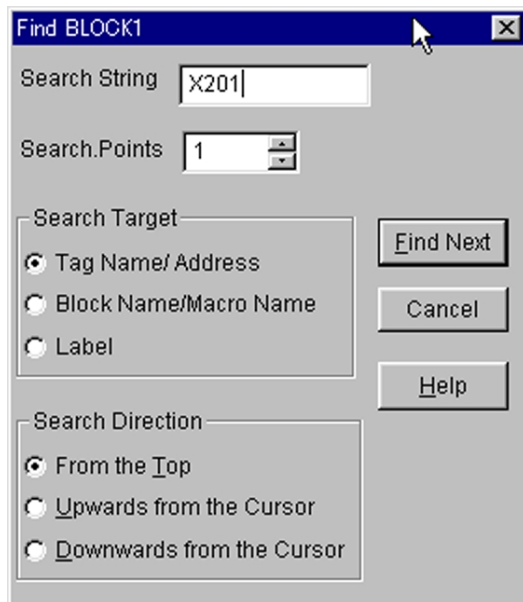 Find BLOCK1
Search String X201
Search.Points 1
Search Target
Tag Name/ Address
Block Name/Macro Name
Label
Find Next
Cancel
Help
Search Direction
From the Top
Upwards from the Cursor
Downwards from the Cursor